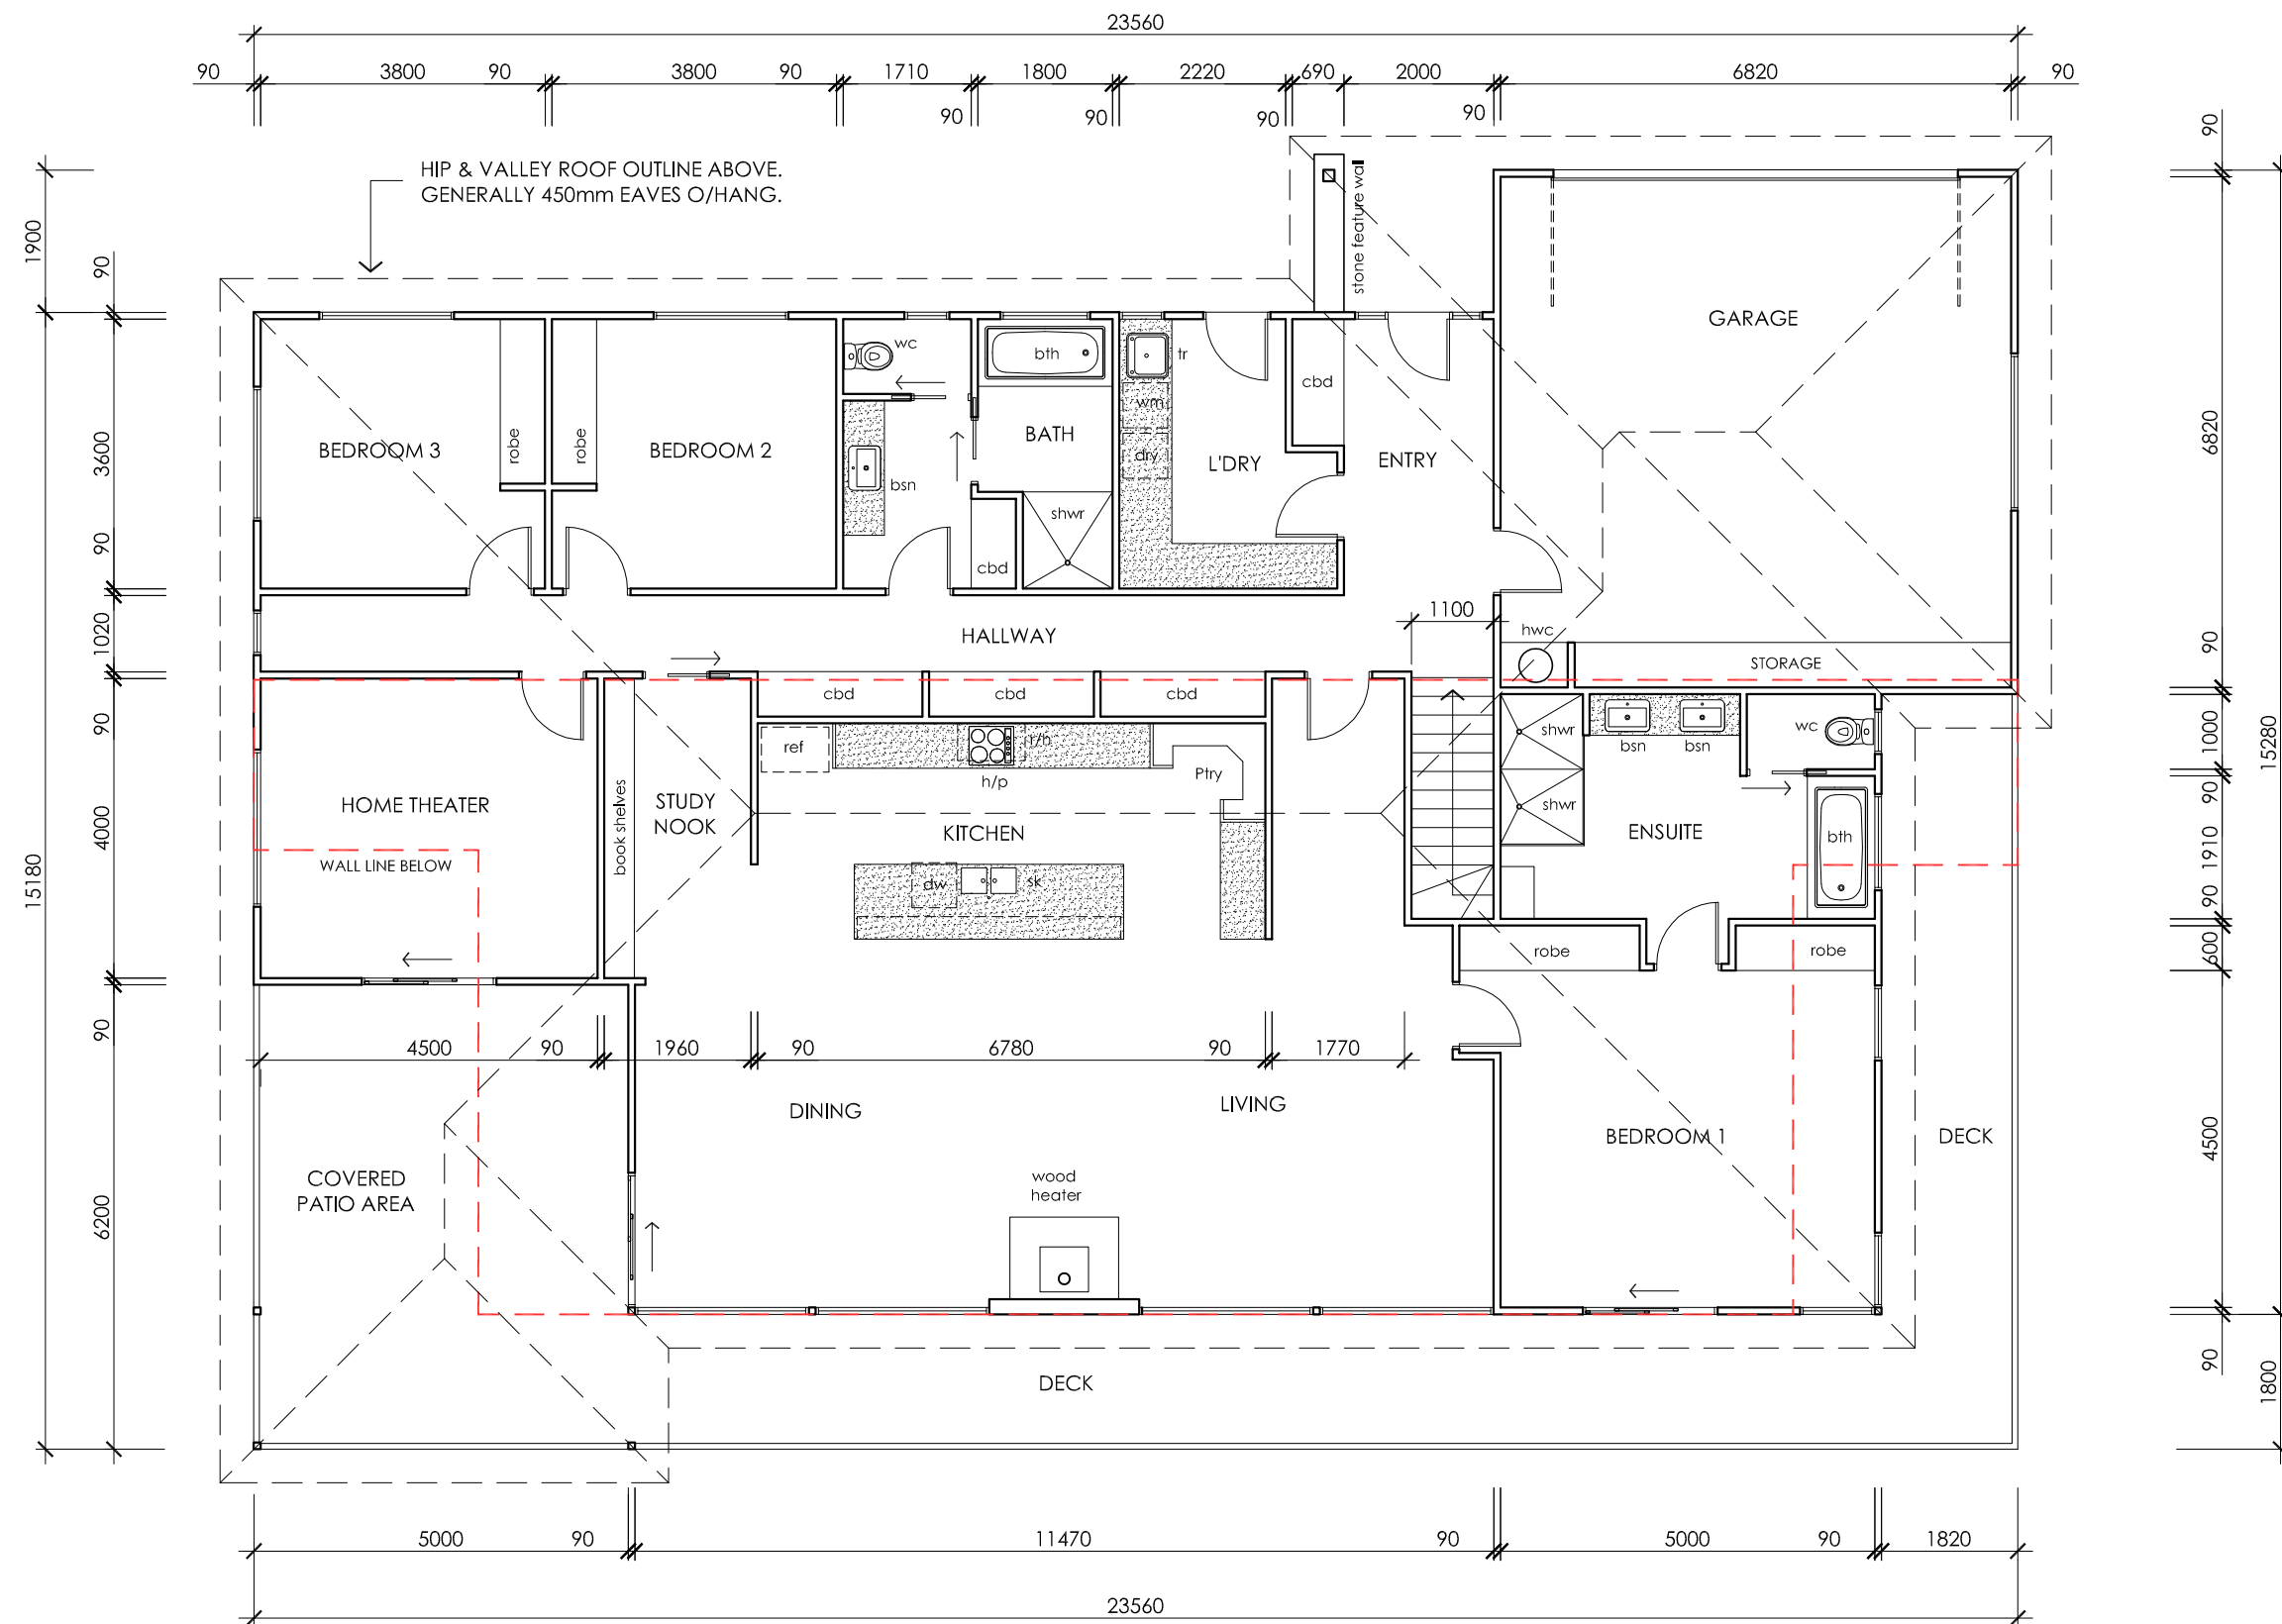 23560
90 3800 90 3800 90 1710 1800 2220 690 2000 6820 90
90 90 90 90
HIP & VALLEY ROOF OUTLINE ABOVE.
GENERALLY 450mm EAVES O/HANG.
stone feature wall
1900
90
3600
90
1020
90
4000
90
6200
15180
90
6820
90
1000
90
1910
90
600
4500
90
15280
1800
GARAGE
wc
bth
tr
cbd
wm
BEDROOM 3
robe
robe
BEDROOM 2
BATH
dry
L'DRY
ENTRY
bsn
shwr
cbd
1100
HALLWAY
hwc
STORAGE
cbd
cbd
cbd
ref
r/h
h/p
Ptry
shwr
bsn
bsn
wc
HOME THEATER
book shelves
STUDY
NOOK
KITCHEN
shwr
ENSUITE
bth
WALL LINE BELOW
dw
sk
robe
robe
4500 90 1960 90 6780 90 1770
DINING
LIVING
BEDROOM 1
DECK
COVERED
PATIO AREA
wood
heater
DECK
5000 90 11470 90 5000 90 1820
23560